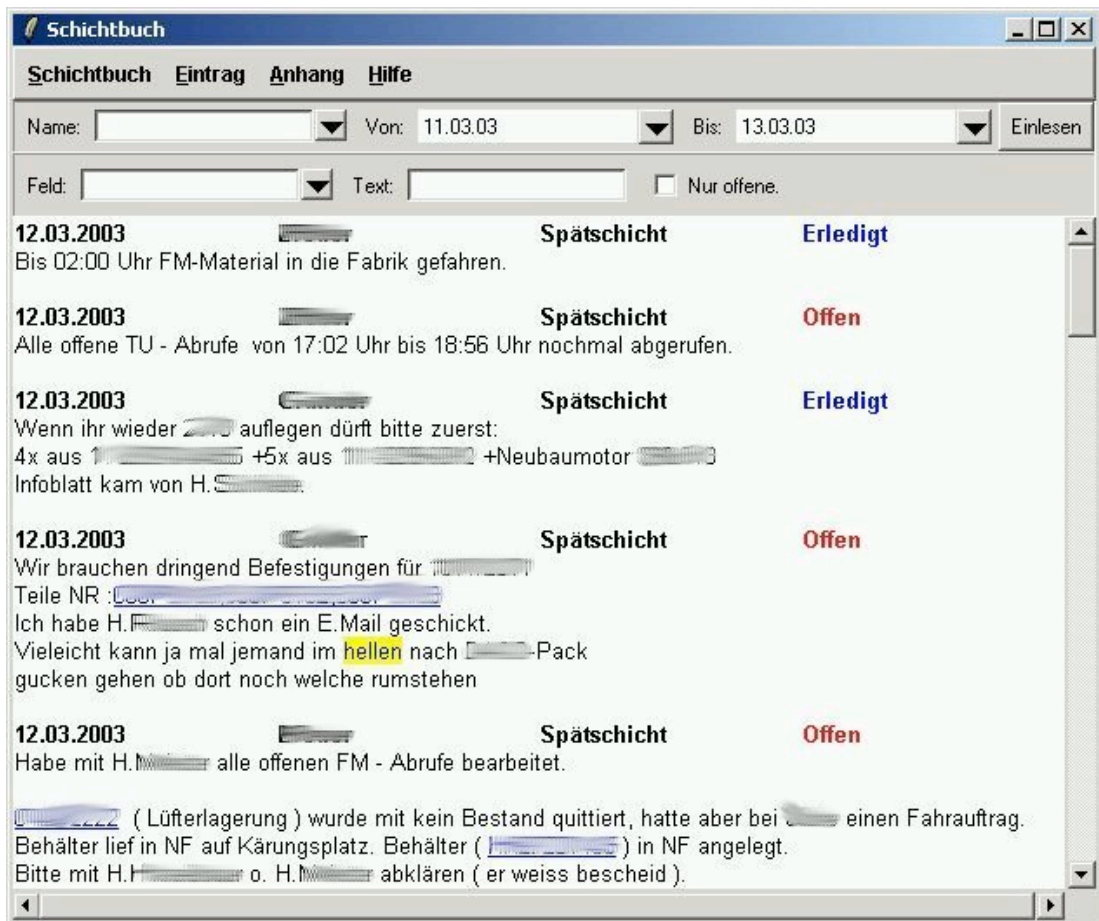 Schichtbuch
Schichtbuch Eintrag Anhang Hilfe
Name: Von: 11.03.03 Bis: 13.03.03 Einlesen
Feld: Text: Nur offene.
12.03.2003 Spätschicht Erledigt
Bis 02:00 Uhr FM-Material in die Fabrik gefahren.
12.03.2003 Spätschicht Offen
Alle offene TU - Abrufe von 17:02 Uhr bis 18:56 Uhr nochmal abgerufen.
12.03.2003 Spätschicht Erledigt
Wenn ihr wieder auflegen dürft bitte zuerst:
4x aus +5x aus +Neubaumotor
Infoblatt kam von H.
12.03.2003 Spätschicht Offen
Wir brauchen dringend Befestigungen für
Teile NR :
Ich habe H. schon ein E.Mail geschickt.
Vieleicht kann ja mal jemand im hellen nach -Pack
gucken gehen ob dort noch welche rumstehen
12.03.2003 Spätschicht Offen
Habe mit H. alle offenen FM - Abrufe bearbeitet.
( Lüfterlagerung ) wurde mit kein Bestand quittiert, hatte aber bei einen Fahrauftrag.
Behälter lief in NF auf Kärungsplatz. Behälter ( ) in NF angelegt.
Bitte mit H. o. H. abklären ( er weiss bescheid ).